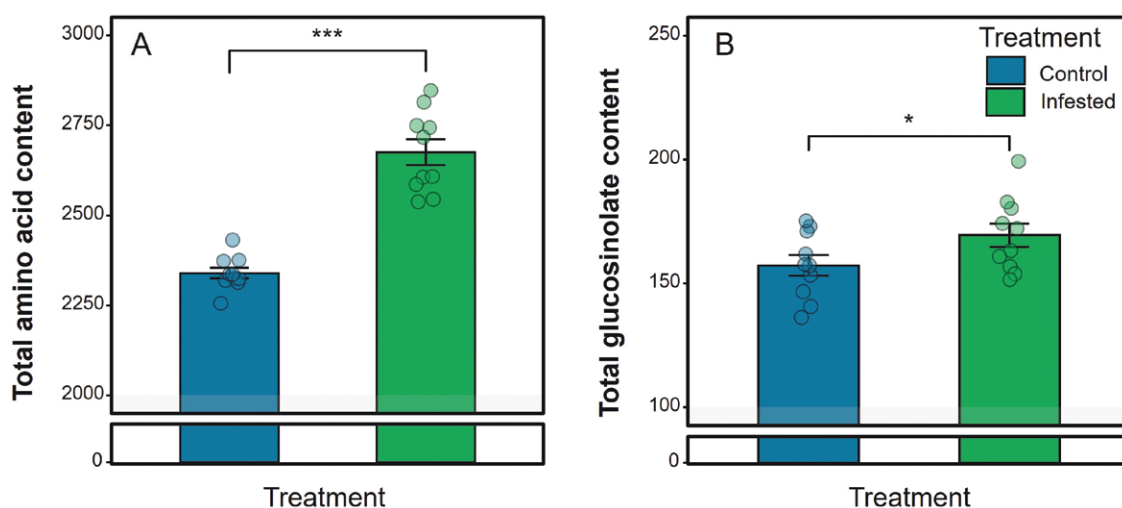 A
***
Total amino acid content
3000
2750
2500
2250
2000
0
Treatment
B
*
Treatment
Control
Infested
Total glucosinolate content
250
200
150
100
0
Treatment